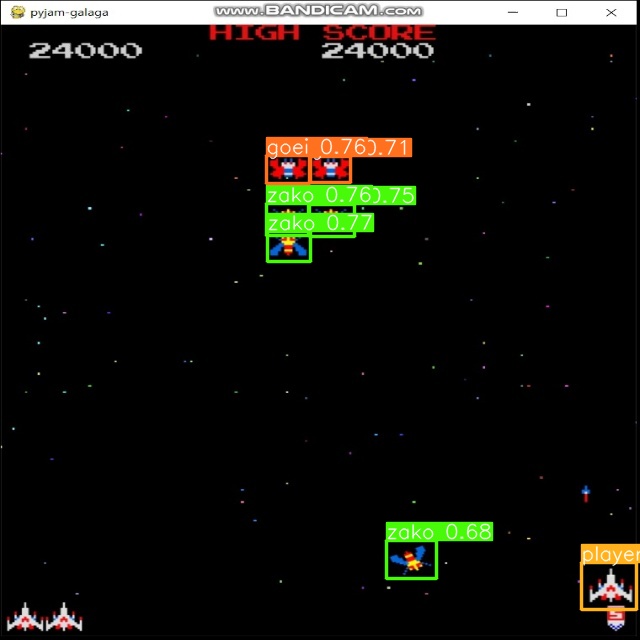 pyjam-galaga
www.BANDICAM.com
HIGH SCORE
24000 24000
goei 0.76 0.71
zako 0.76 0.75
zako 0.77
zako 0.68
player